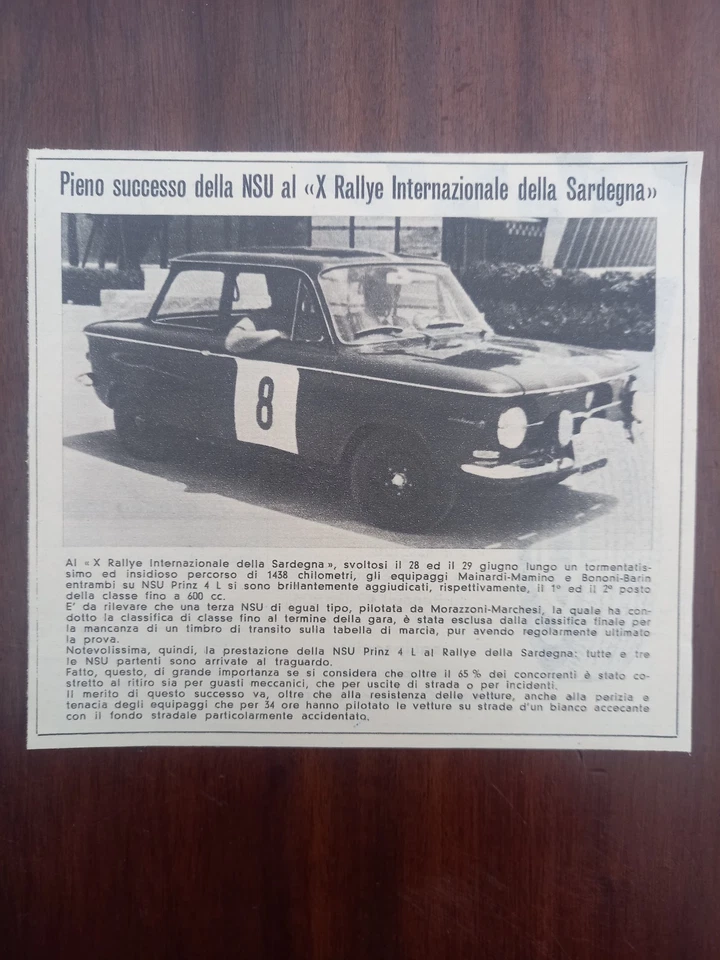 Pieno successo della NSU al «X Rallye Internazionale della Sardegna»
8
Al «X Rallye Internazionale della Sardegna», svoltosi il 28 ed il 29 giugno lungo un tormentatis-
simo ed insidioso percorso di 1438 chilometri, gli equipaggi Mainardi-Mamino e Bononi-Barin
entrambi su NSU Prinz 4 L si sono brillantemente aggiudicati, rispettivamente, il 1º ed il 2º posto
della classe fino a 600 cc.
E' da rilevare che una terza NSU di egual tipo, pilotata da Morazzoni-Marchesi, la quale ha con-
dotto la classifica di classe fino al termine della gara, è stata esclusa dalla classifica finale per
la mancanza di un timbro di transito sulla tabella di marcia, pur avendo regolarmente ultimato
la prova.
Notevolissima, quindi, la prestazione della NSU Prinz 4 L al Rallye della Sardegna: tutte e tre
le NSU partenti sono arrivate al traguardo.
Fatto, questo, di grande importanza se si considera che oltre il 65 % dei concorrenti è stato co-
stretto al ritiro sia per guasti meccanici, che per uscite di strada o per incidenti.
Il merito di questo successo va, oltre che alla resistenza delle vetture, anche alla perizia e
tenacia degli equipaggi che per 34 ore hanno pilotato le vetture su strade d'un bianco accecante
con il fondo stradale particolarmente accidentato.